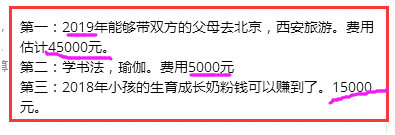 第一：2019年能够带双方的父母去北京，西安旅游。费用
估计45000元。
第二：学书法，瑜伽。费用5000元
第三：2018年小孩的生育成长奶粉钱可以赚到了。15000
元。